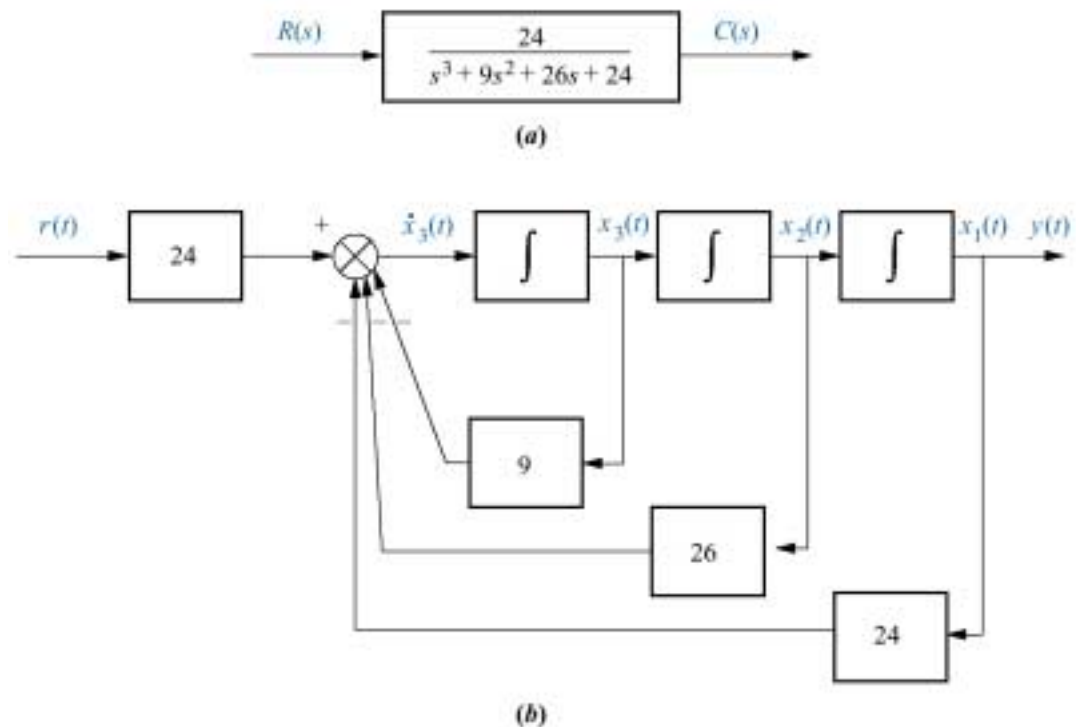 R(s)
24
s³ + 9s² + 26s + 24
C(s)
(a)
r(t)
24
+
ẋ₃(t)
∫
x₃(t)
∫
x₂(t)
∫
x₁(t)
y(t)
− − −
9
26
24
(b)